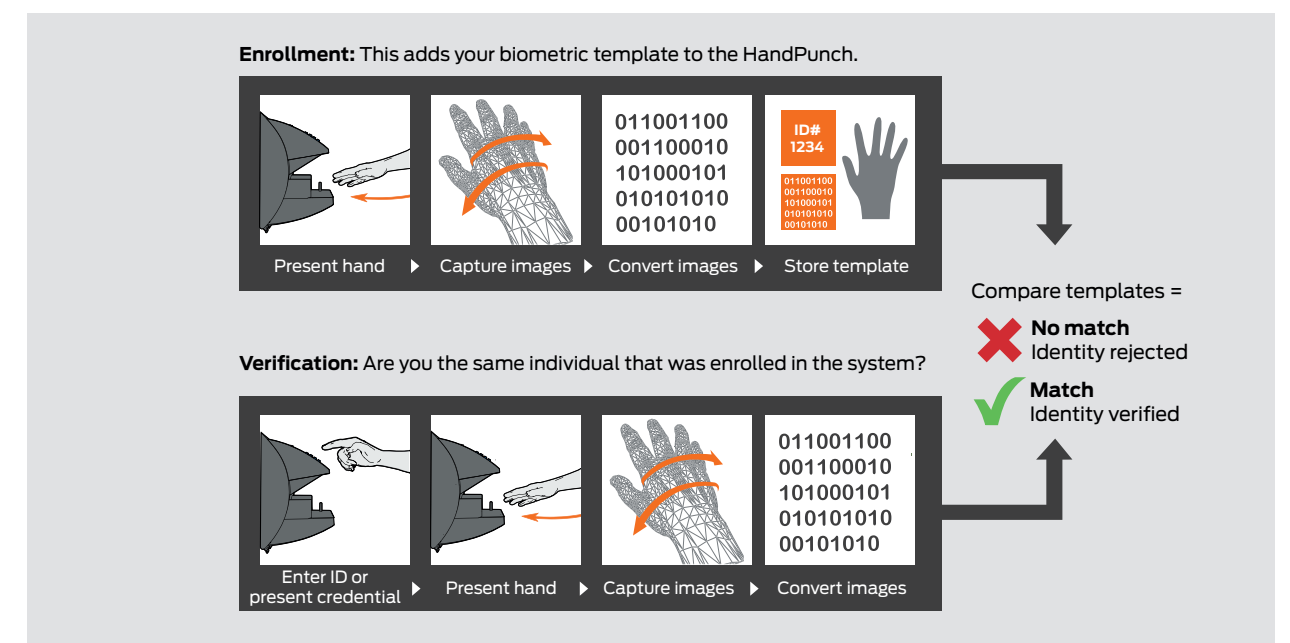 Enrollment: This adds your biometric template to the HandPunch.
011001100
001100010
101000101
010101010
00101010
ID#
1234
011001100
001100010
101000101
010101010
00101010
Present hand
Capture images
Convert images
Store template
Compare templates =
No match
Identity rejected
Match
Identity verified
Verification: Are you the same individual that was enrolled in the system?
011001100
001100010
101000101
010101010
00101010
Enter ID or
present credential
Present hand
Capture images
Convert images